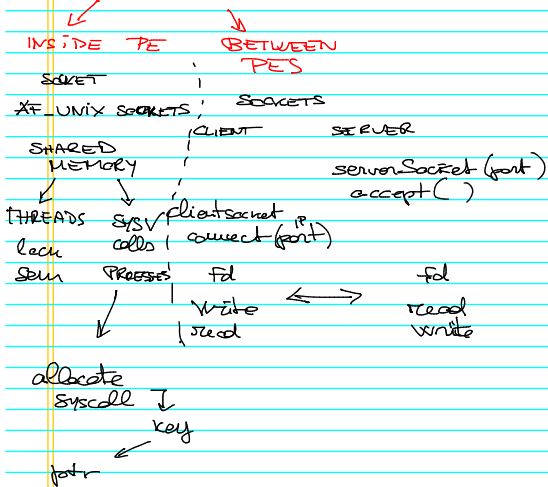 INSIDE PE
BETWEEN
PES
SOCKET
AF_UNIX SOCKETS
SOCKETS
CLIENT
SERVER
SHARED
MEMORY
serverSocket (port)
accept ( )
THREADS
lock
sem
SYSV
calls
PROCESSES
clientsocket
IP
connect (port)
fd
write
read
fd
read
write
allocate
syscall
key
ptr